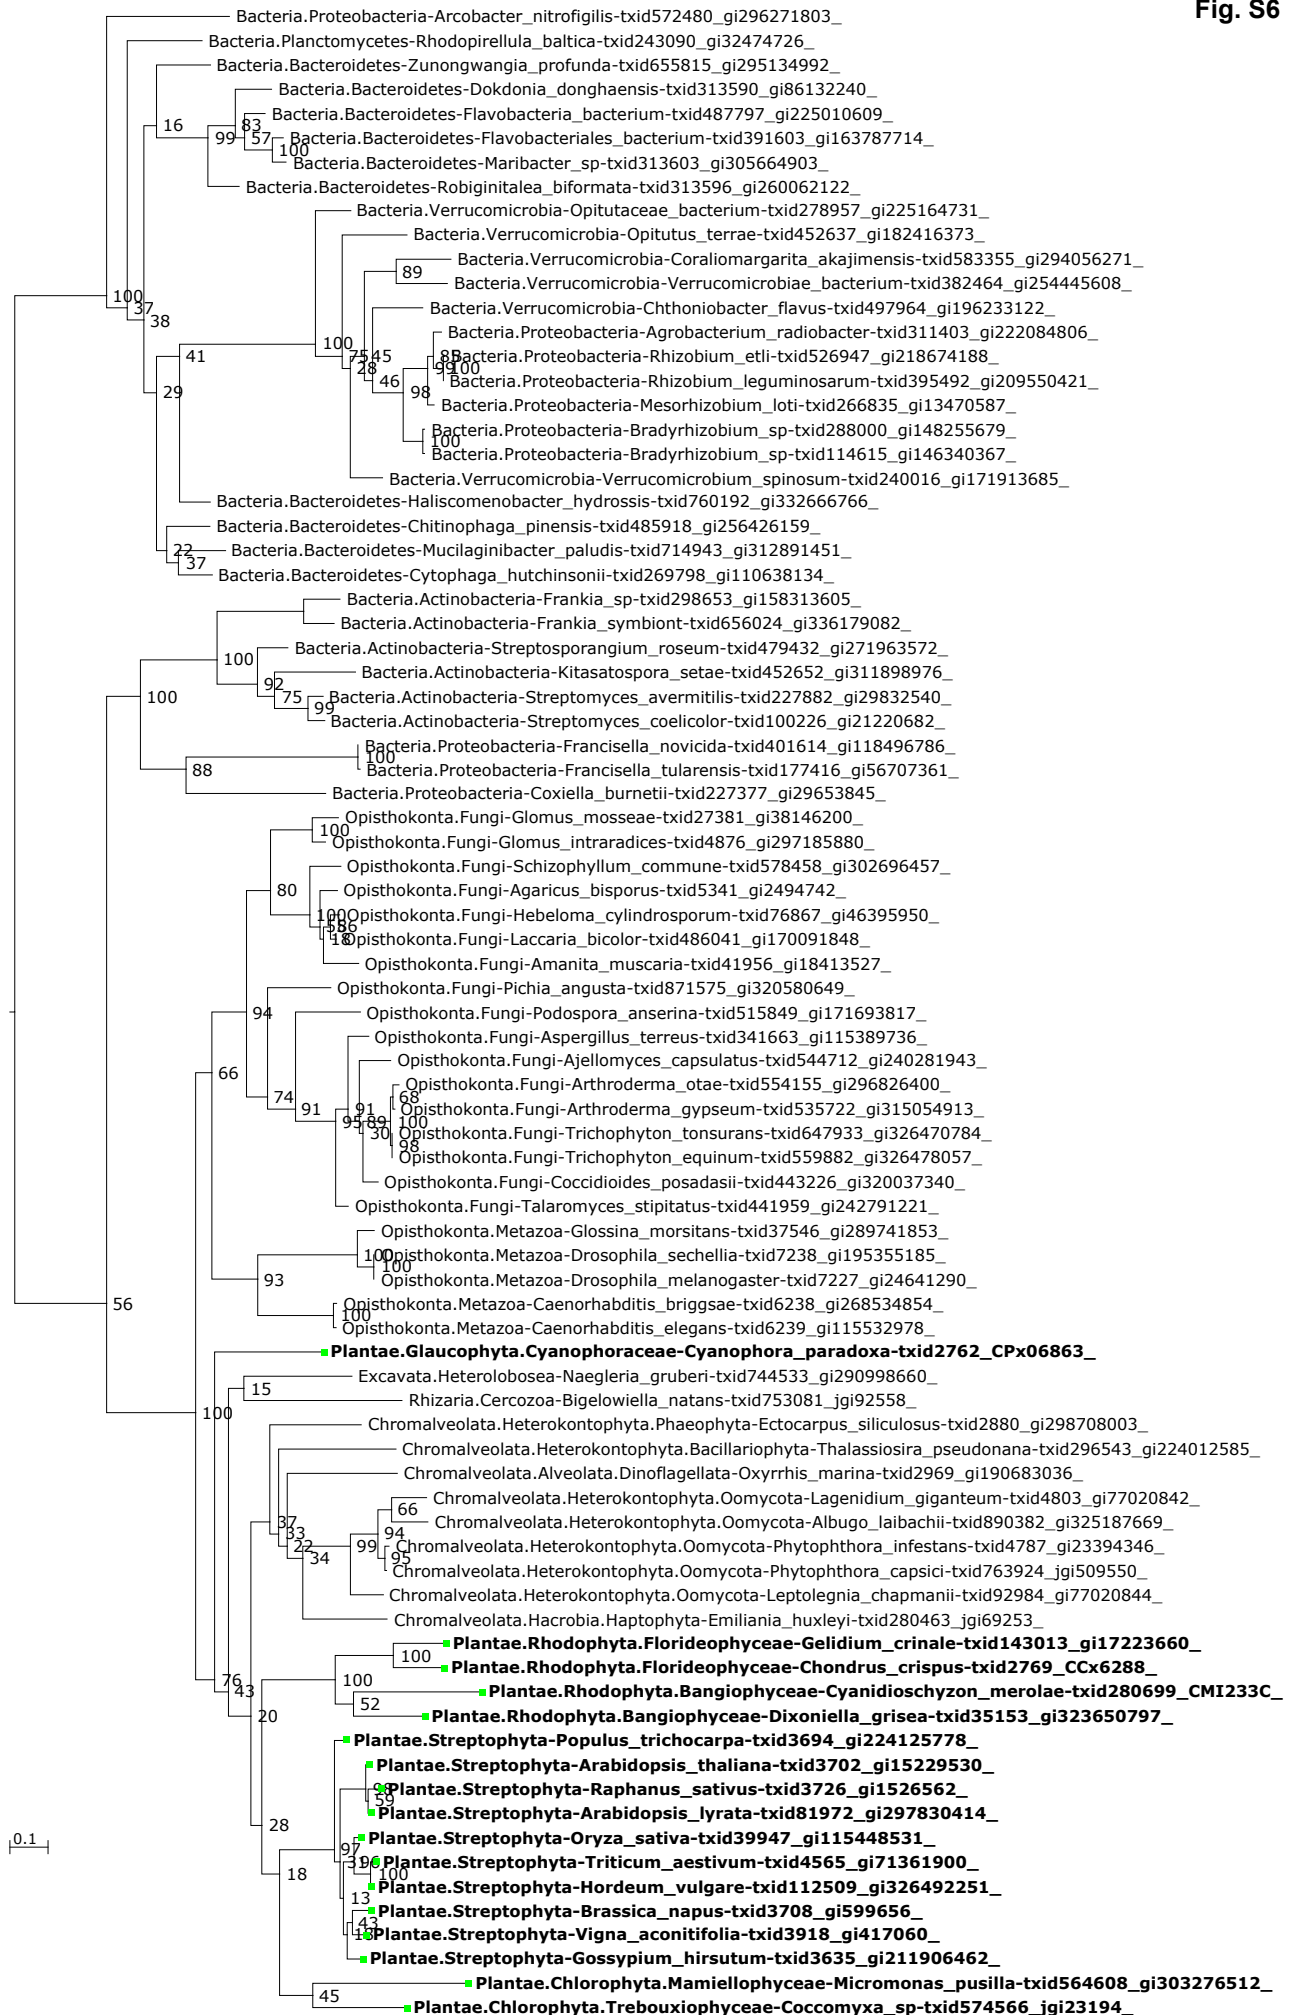 Fig. S6
Bacteria.Proteobacteria-Arcobacter_nitrofigilis-txid572480_gi296271803_
Bacteria.Planctomycetes-Rhodopirellula_baltica-txid243090_gi32474726_
Bacteria.Bacteroidetes-Zunongwangia_profunda-txid655815_gi295134992_
Bacteria.Bacteroidetes-Dokdonia_donghaensis-txid313590_gi86132240_
Bacteria.Bacteroidetes-Flavobacteria_bacterium-txid487797_gi225010609_
16
83
99
57
Bacteria.Bacteroidetes-Flavobacteriales_bacterium-txid391603_gi163787714_
100
Bacteria.Bacteroidetes-Maribacter_sp-txid313603_gi305664903_
Bacteria.Bacteroidetes-Robiginitalea_biformata-txid313596_gi260062122_
Bacteria.Verrucomicrobia-Opitutaceae_bacterium-txid278957_gi225164731_
Bacteria.Verrucomicrobia-Opitutus_terrae-txid452637_gi182416373_
Bacteria.Verrucomicrobia-Coraliomargarita_akajimensis-txid583355_gi294056271_
89
Bacteria.Verrucomicrobia-Verrucomicrobiae_bacterium-txid382464_gi254445608_
100
37
38
Bacteria.Verrucomicrobia-Chthoniobacter_flavus-txid497964_gi196233122_
Bacteria.Proteobacteria-Agrobacterium_radiobacter-txid311403_gi222084806_
41
100
75
45
28
Bacteria.Proteobacteria-Rhizobium_etli-txid526947_gi218674188_
99
100
46
Bacteria.Proteobacteria-Rhizobium_leguminosarum-txid395492_gi209550421_
29
98
Bacteria.Proteobacteria-Mesorhizobium_loti-txid266835_gi13470587_
Bacteria.Proteobacteria-Bradyrhizobium_sp-txid288000_gi148255679_
100
Bacteria.Proteobacteria-Bradyrhizobium_sp-txid114615_gi146340367_
Bacteria.Verrucomicrobia-Verrucomicrobium_spinosum-txid240016_gi171913685_
Bacteria.Bacteroidetes-Haliscomenobacter_hydrossis-txid760192_gi332666766_
Bacteria.Bacteroidetes-Chitinophaga_pinensis-txid485918_gi256426159_
22
Bacteria.Bacteroidetes-Mucilaginibacter_paludis-txid714943_gi312891451_
37
Bacteria.Bacteroidetes-Cytophaga_hutchinsonii-txid269798_gi110638134_
Bacteria.Actinobacteria-Frankia_sp-txid298653_gi158313605_
Bacteria.Actinobacteria-Frankia_symbiont-txid656024_gi336179082_
Bacteria.Actinobacteria-Streptosporangium_roseum-txid479432_gi271963572_
100
Bacteria.Actinobacteria-Kitasatospora_setae-txid452652_gi311898976_
92
100
75
Bacteria.Actinobacteria-Streptomyces_avermitilis-txid227882_gi29832540_
99
Bacteria.Actinobacteria-Streptomyces_coelicolor-txid100226_gi21220682_
Bacteria.Proteobacteria-Francisella_novicida-txid401614_gi118496786_
100
88
Bacteria.Proteobacteria-Francisella_tularensis-txid177416_gi56707361_
Bacteria.Proteobacteria-Coxiella_burnetii-txid227377_gi29653845_
Opisthokonta.Fungi-Glomus_mosseae-txid27381_gi38146200_
100
Opisthokonta.Fungi-Glomus_intraradices-txid4876_gi297185880_
Opisthokonta.Fungi-Schizophyllum_commune-txid578458_gi302696457_
80
Opisthokonta.Fungi-Agaricus_bisporus-txid5341_gi2494742_
100
Opisthokonta.Fungi-Hebeloma_cylindrosporum-txid76867_gi46395950_
18
Opisthokonta.Fungi-Laccaria_bicolor-txid486041_gi170091848_
Opisthokonta.Fungi-Amanita_muscaria-txid41956_gi18413527_
Opisthokonta.Fungi-Pichia_angusta-txid871575_gi320580649_
94
Opisthokonta.Fungi-Podospora_anserina-txid515849_gi171693817_
Opisthokonta.Fungi-Aspergillus_terreus-txid341663_gi115389736_
Opisthokonta.Fungi-Ajellomyces_capsulatus-txid544712_gi240281943_
66
Opisthokonta.Fungi-Arthroderma_otae-txid554155_gi296826400_
74
68
91
91
Opisthokonta.Fungi-Arthroderma_gypseum-txid535722_gi315054913_
95
89
100
30
Opisthokonta.Fungi-Trichophyton_tonsurans-txid647933_gi326470784_
98
Opisthokonta.Fungi-Trichophyton_equinum-txid559882_gi326478057_
Opisthokonta.Fungi-Coccidioides_posadasii-txid443226_gi320037340_
Opisthokonta.Fungi-Talaromyces_stipitatus-txid441959_gi242791221_
Opisthokonta.Metazoa-Glossina_morsitans-txid37546_gi289741853_
100
Opisthokonta.Metazoa-Drosophila_sechellia-txid7238_gi195355185_
100
93
Opisthokonta.Metazoa-Drosophila_melanogaster-txid7227_gi24641290_
56
Opisthokonta.Metazoa-Caenorhabditis_briggsae-txid6238_gi268534854_
100
Opisthokonta.Metazoa-Caenorhabditis_elegans-txid6239_gi115532978_
Plantae.Glaucophyta.Cyanophoraceae-Cyanophora_paradoxa-txid2762_CPx06863_
Excavata.Heterolobosea-Naegleria_gruberi-txid744533_gi290998660_
15
Rhizaria.Cercozoa-Bigelowiella_natans-txid753081_jgi92558_
100
Chromalveolata.Heterokontophyta.Phaeophyta-Ectocarpus_siliculosus-txid2880_gi298708003_
Chromalveolata.Heterokontophyta.Bacillariophyta-Thalassiosira_pseudonana-txid296543_gi224012585_
Chromalveolata.Alveolata.Dinoflagellata-Oxyrrhis_marina-txid2969_gi190683036_
Chromalveolata.Heterokontophyta.Oomycota-Lagenidium_giganteum-txid4803_gi77020842_
66
Chromalveolata.Heterokontophyta.Oomycota-Albugo_laibachii-txid890382_gi325187669_
37
33
94
22
99
Chromalveolata.Heterokontophyta.Oomycota-Phytophthora_infestans-txid4787_gi23394346_
34
95
Chromalveolata.Heterokontophyta.Oomycota-Phytophthora_capsici-txid763924_jgi509550_
Chromalveolata.Heterokontophyta.Oomycota-Leptolegnia_chapmanii-txid92984_gi77020844_
Chromalveolata.Hacrobia.Haptophyta-Emiliania_huxleyi-txid280463_jgi69253_
Plantae.Rhodophyta.Florideophyceae-Gelidium_crinale-txid143013_gi17223660_
100
Plantae.Rhodophyta.Florideophyceae-Chondrus_crispus-txid2769_CCx6288_
76
43
100
Plantae.Rhodophyta.Bangiophyceae-Cyanidioschyzon_merolae-txid280699_CMI233C_
52
20
Plantae.Rhodophyta.Bangiophyceae-Dixoniella_grisea-txid35153_gi323650797_
Plantae.Streptophyta-Populus_trichocarpa-txid3694_gi224125778_
Plantae.Streptophyta-Arabidopsis_thaliana-txid3702_gi15229530_
Plantae.Streptophyta-Raphanus_sativus-txid3726_gi1526562_
59
Plantae.Streptophyta-Arabidopsis_lyrata-txid81972_gi297830414_
28
0.1
Plantae.Streptophyta-Oryza_sativa-txid39947_gi115448531_
97
Plantae.Streptophyta-Triticum_aestivum-txid4565_gi71361900_
18
100
Plantae.Streptophyta-Hordeum_vulgare-txid112509_gi326492251_
13
Plantae.Streptophyta-Brassica_napus-txid3708_gi599656_
43
Plantae.Streptophyta-Vigna_aconitifolia-txid3918_gi417060_
Plantae.Streptophyta-Gossypium_hirsutum-txid3635_gi211906462_
Plantae.Chlorophyta.Mamiellophyceae-Micromonas_pusilla-txid564608_gi303276512_
45
Plantae.Chlorophyta.Trebouxiophyceae-Coccomyxa_sp-txid574566_jgi23194_